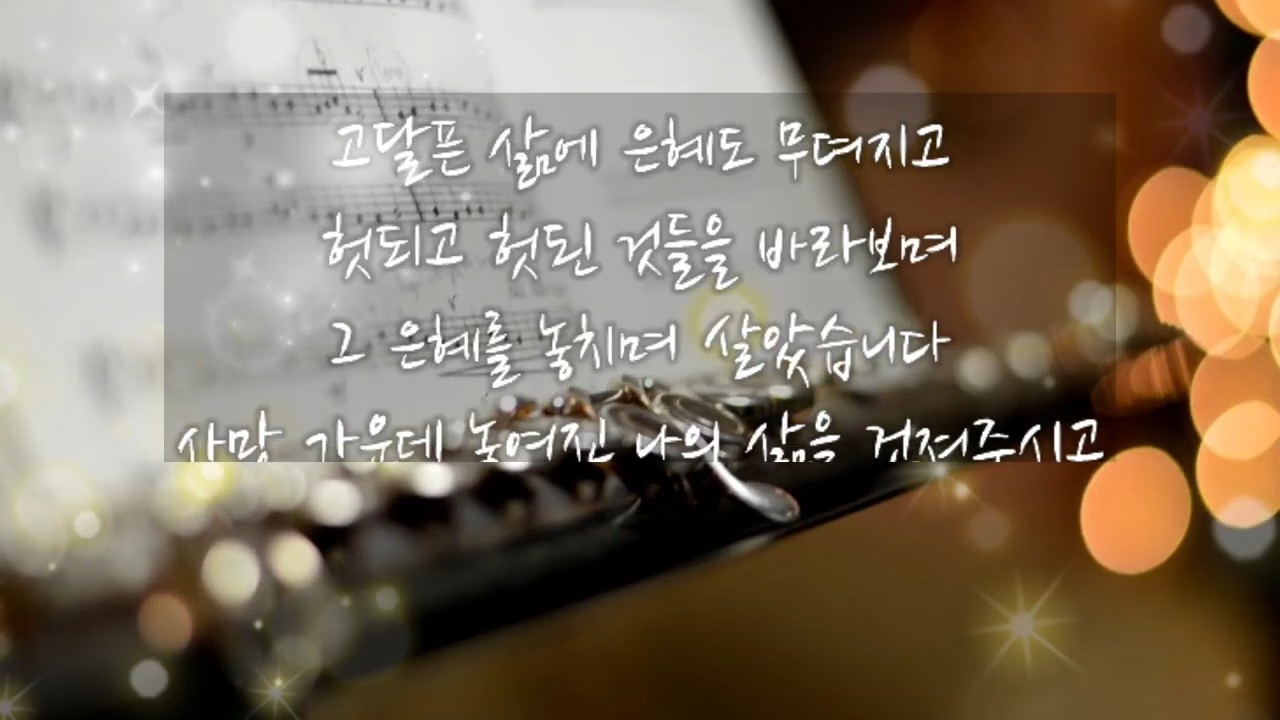 고달픈 삶에 은혜도 무뎌지고
헛되고 헛된 것들을 바라보며
그 은혜를 놓치며 살았습니다
사망 가운데 놓여진 나의 삶을 건져주시고